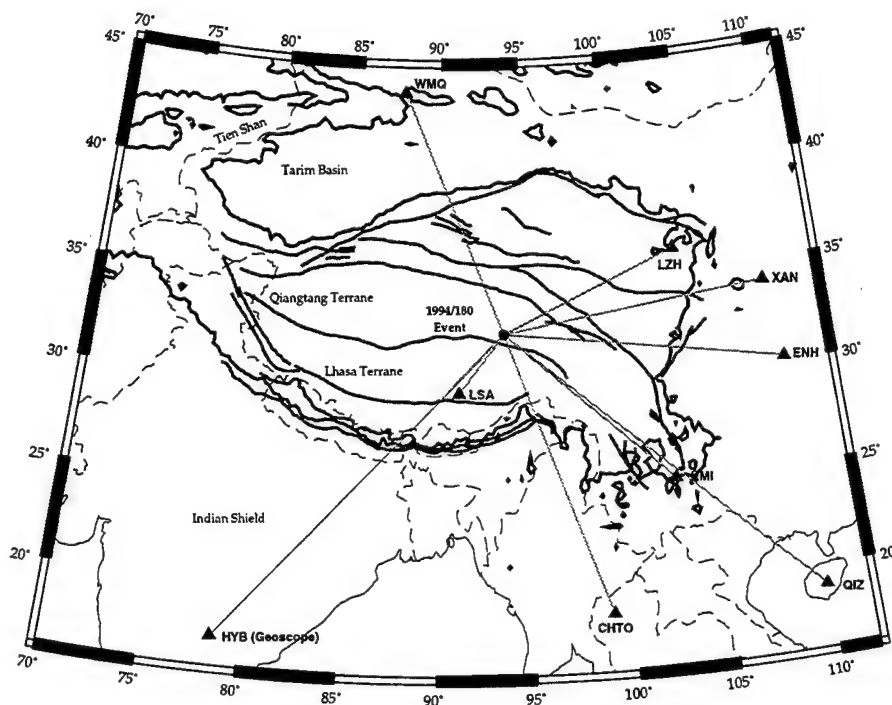 70°
75°
80°
85°
90°
95°
100°
105°
110°
45°
45°
WMQ
Tien Shan
40°
40°
Tarim Basin
35°
35°
LZH
XAN
Qiangtang Terrane
1994/180
Event
30°
30°
ENH
Lhasa Terrane
LSA
25°
25°
KMI
Indian Shield
20°
20°
QIZ
CHTO
HYB (Geoscope)
70°
75°
80°
85°
90°
95°
100°
105°
110°